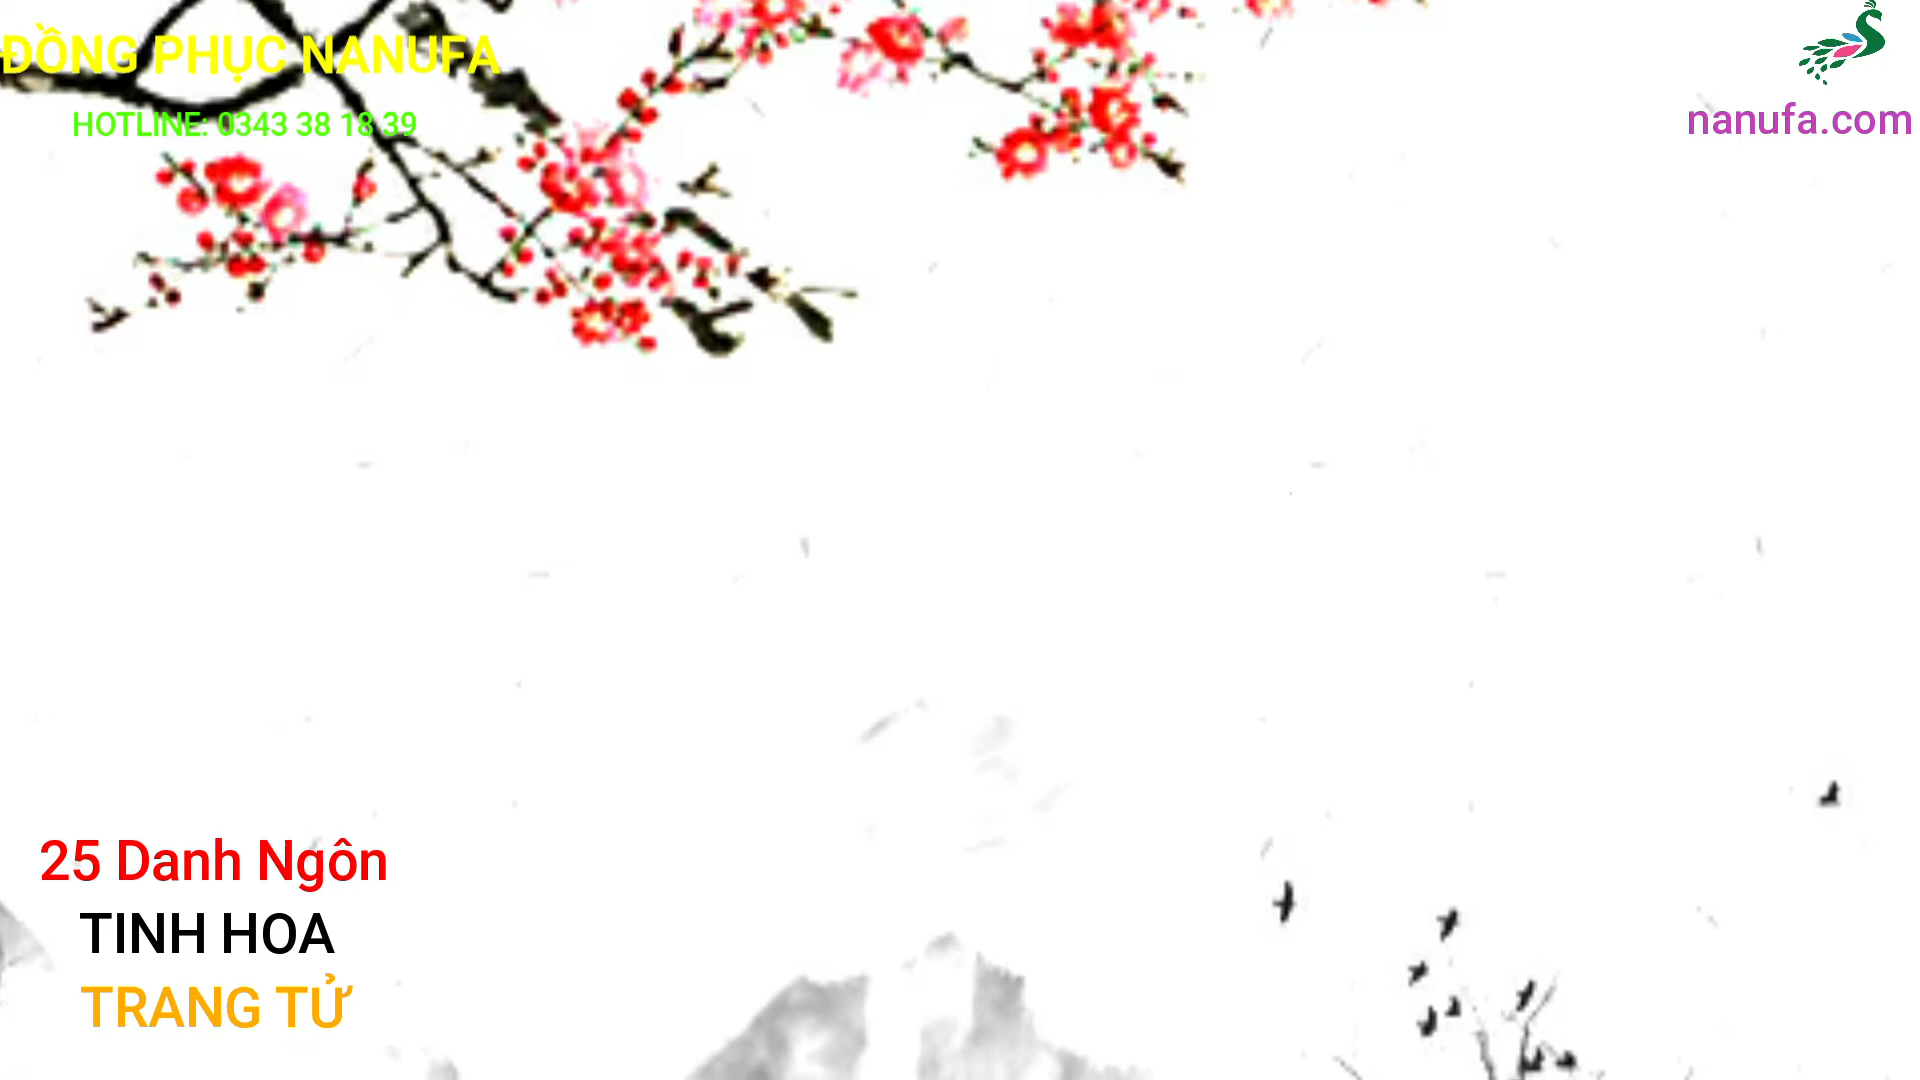 ĐỒNG PHỤC NANUFA
HOTLINE: 0343 38 18 39
nanufa.com
25 Danh Ngôn
TINH HOA
TRANG TỬ